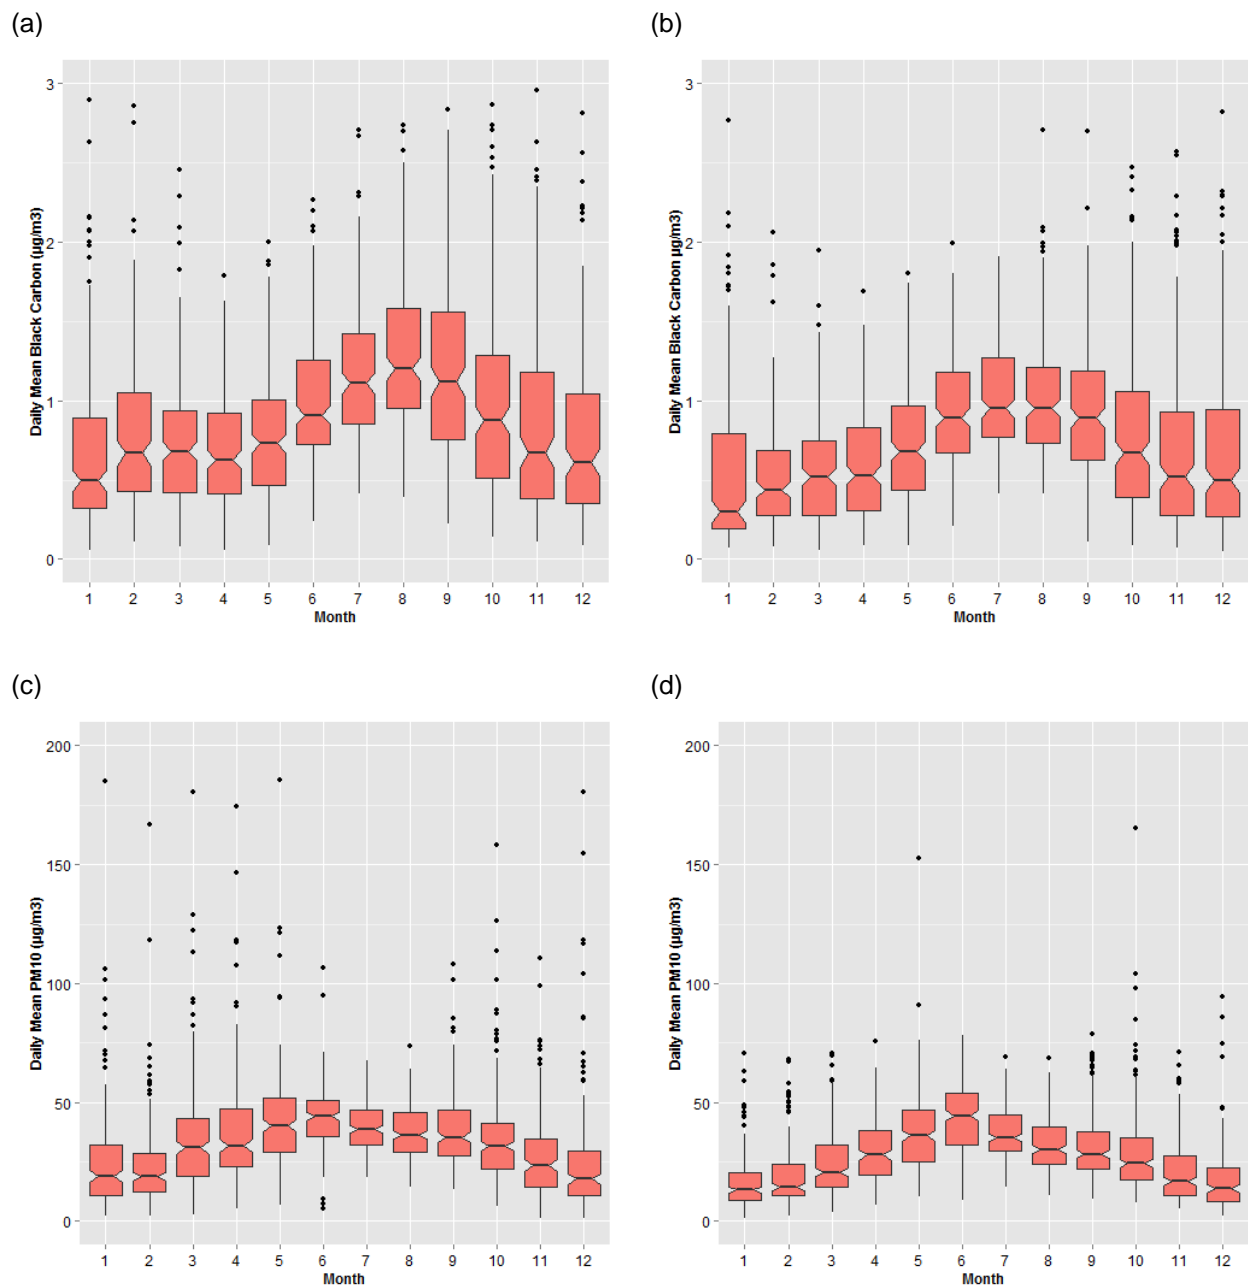 (a)
(b)
Daily Mean Black Carbon (µg/m3)
3
2
1
0
1 2 3 4 5 6 7 8 9 10 11 12
Month
Daily Mean Black Carbon µg/m3)
3
2
1
0
1 2 3 4 5 6 7 8 9 10 11 12
Month
(c)
(d)
Daily Mean PM10 (µg/m3)
200
150
100
50
0
1 2 3 4 5 6 7 8 9 10 11 12
Month
Daily Mean PM10 (µg/m3)
200
150
100
50
0
1 2 3 4 5 6 7 8 9 10 11 12
Month